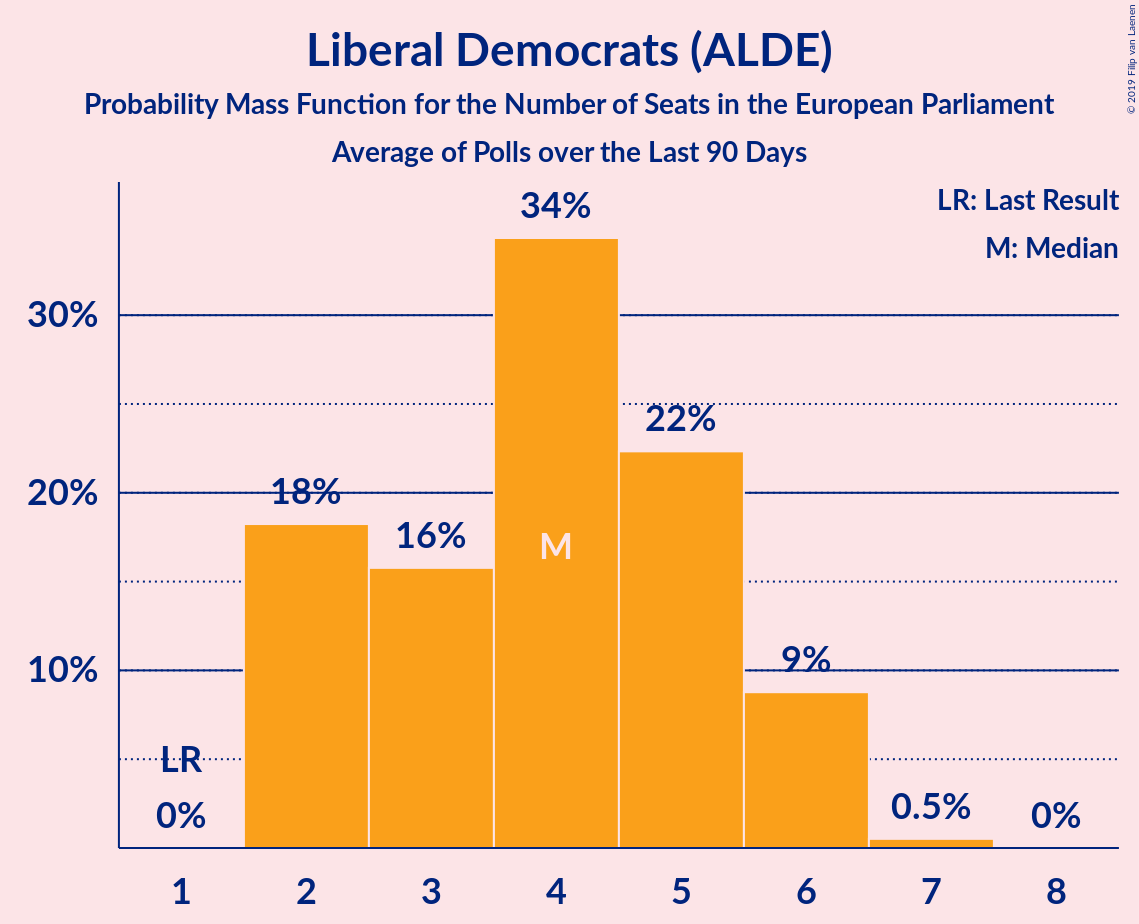 Liberal Democrats (ALDE)
Probability Mass Function for the Number of Seats in the European Parliament
Average of Polls over the Last 90 Days
© 2019 Filip van Laenen
LR: Last Result
M: Median
34%
30%
22%
20%
18%
16%
M
10%
9%
LR
0%
0.5%
0%
1 2 3 4 5 6 7 8